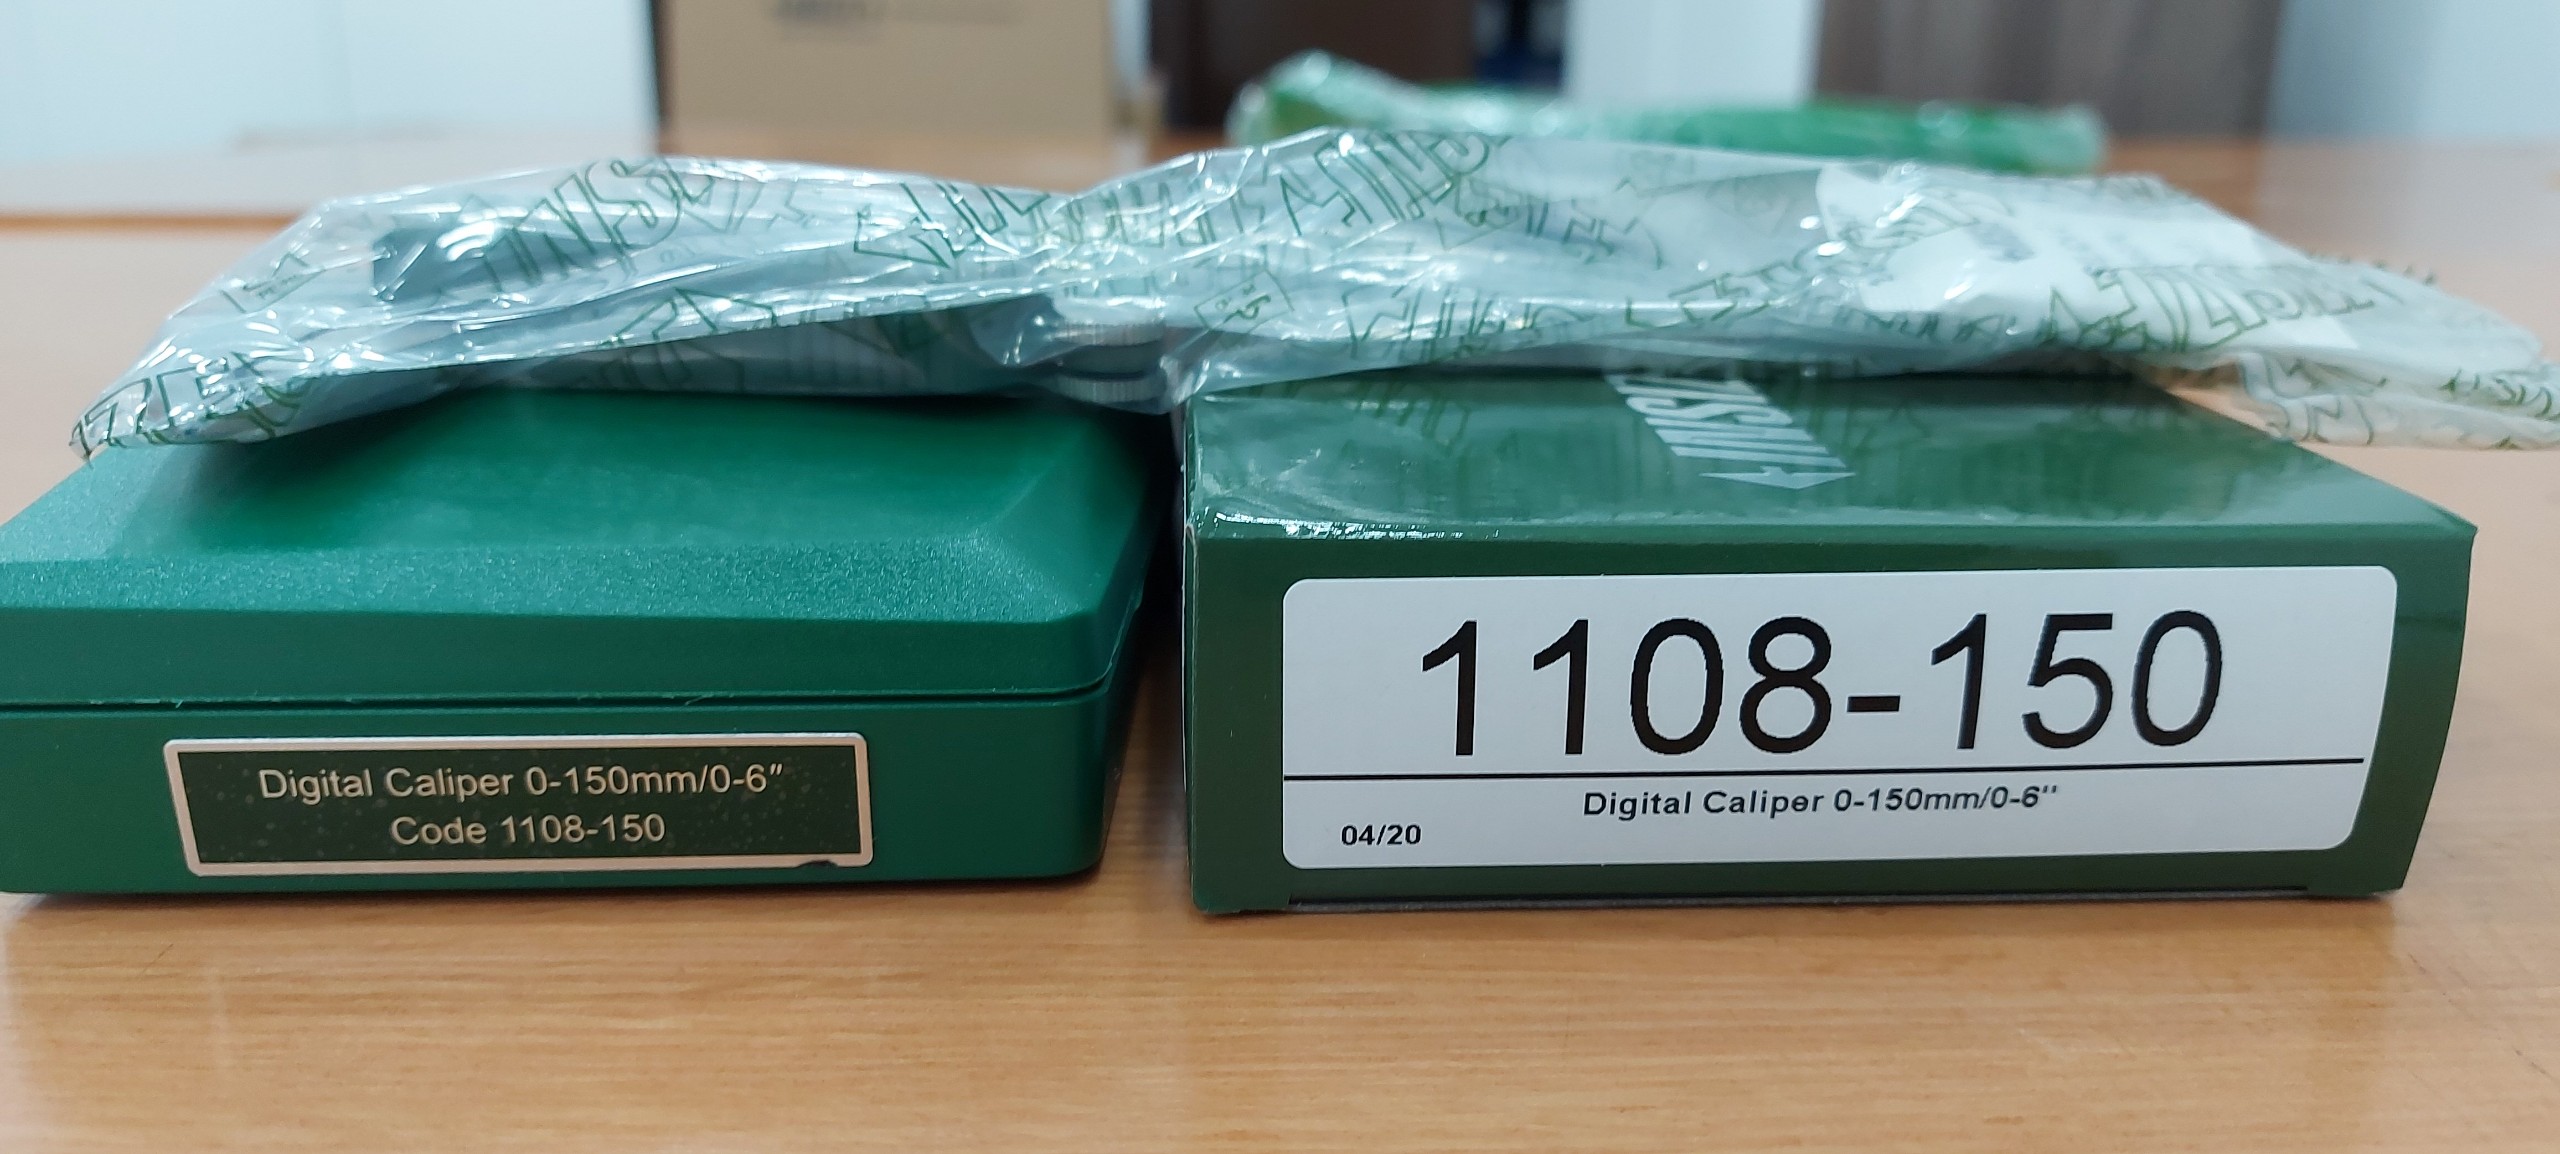 INSIZE
Digital Caliper 0-150mm/0-6"
Code 1108-150
1108-150
Digital Caliper 0-150mm/0-6"
04/20